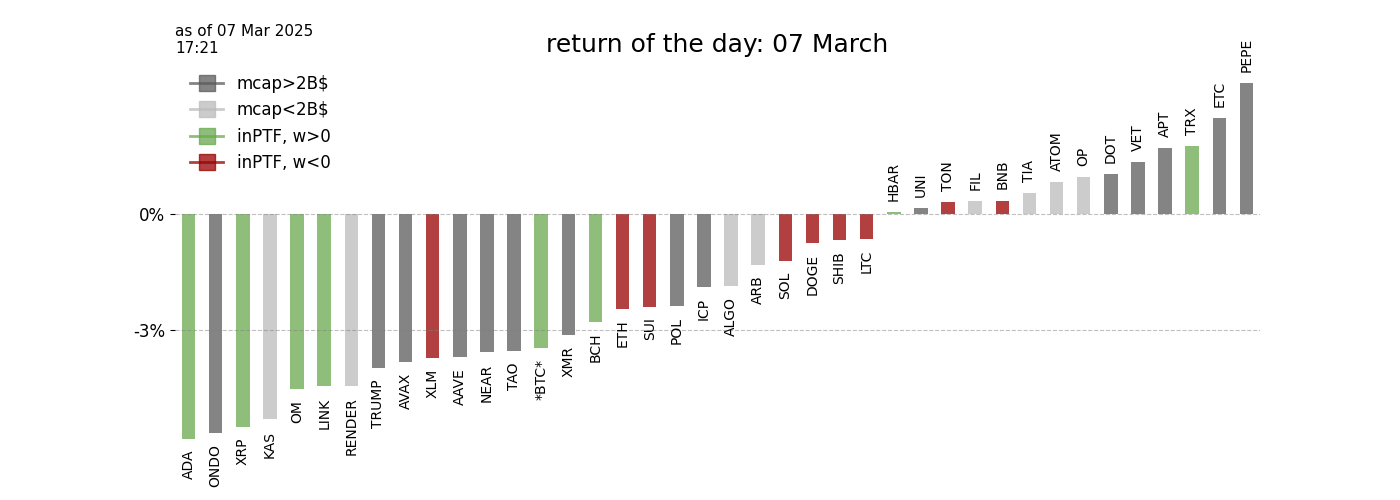 as of 07 Mar 2025
17:21
return of the day: 07 March
mcap>2B$
mcap<2B$
inPTF, w>0
inPTF, w<0
0%
-3%
ADA
ONDO
XRP
KAS
OM
LINK
RENDER
TRUMP
AVAX
XLM
AAVE
NEAR
TAO
*BTC*
XMR
BCH
ETH
SUI
POL
ICP
ALGO
ARB
SOL
DOGE
SHIB
LTC
HBAR
UNI
TON
FIL
BNB
TIA
ATOM
OP
DOT
VET
APT
TRX
ETC
PEPE